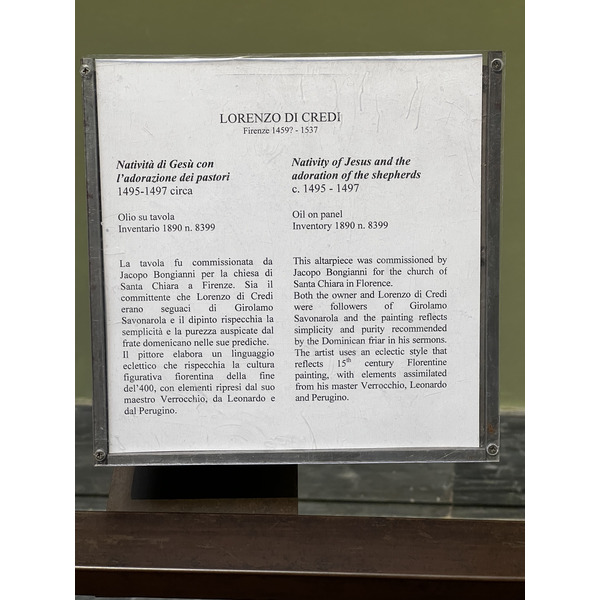 LORENZO DI CREDI
Firenze 1459? - 1537
Natività di Gesù con
l'adorazione dei pastori
1495-1497 circa
Olio su tavola
Inventario 1890 n. 8399
La tavola fu commissionata da
Jacopo Bongianni per la chiesa di
Santa Chiara a Firenze. Sia il
committente che Lorenzo di Credi
erano seguaci di Girolamo
Savonarola e il dipinto rispecchia la
semplicità e la purezza auspicate dal
frate domenicano nelle sue prediche.
Il pittore elabora un linguaggio
eclettico che rispecchia la cultura
figurativa fiorentina della fine
del'400, con elementi ripresi dal suo
maestro Verrocchio, da Leonardo e
dal Perugino.
Nativity of Jesus and the
adoration of the shepherds
c. 1495 - 1497
Oil on panel
Inventory 1890 n. 8399
This altarpiece was commissioned by
Jacopo Bongianni for the church of
Santa Chiara in Florence.
Both the owner and Lorenzo di Credi
were followers of Girolamo
Savonarola and the painting reflects
simplicity and purity recommended
by the Dominican friar in his sermons.
The artist uses an eclectic style that
reflects 15th century Florentine
painting, with elements assimilated
from his master Verrocchio, Leonardo
and Perugino.